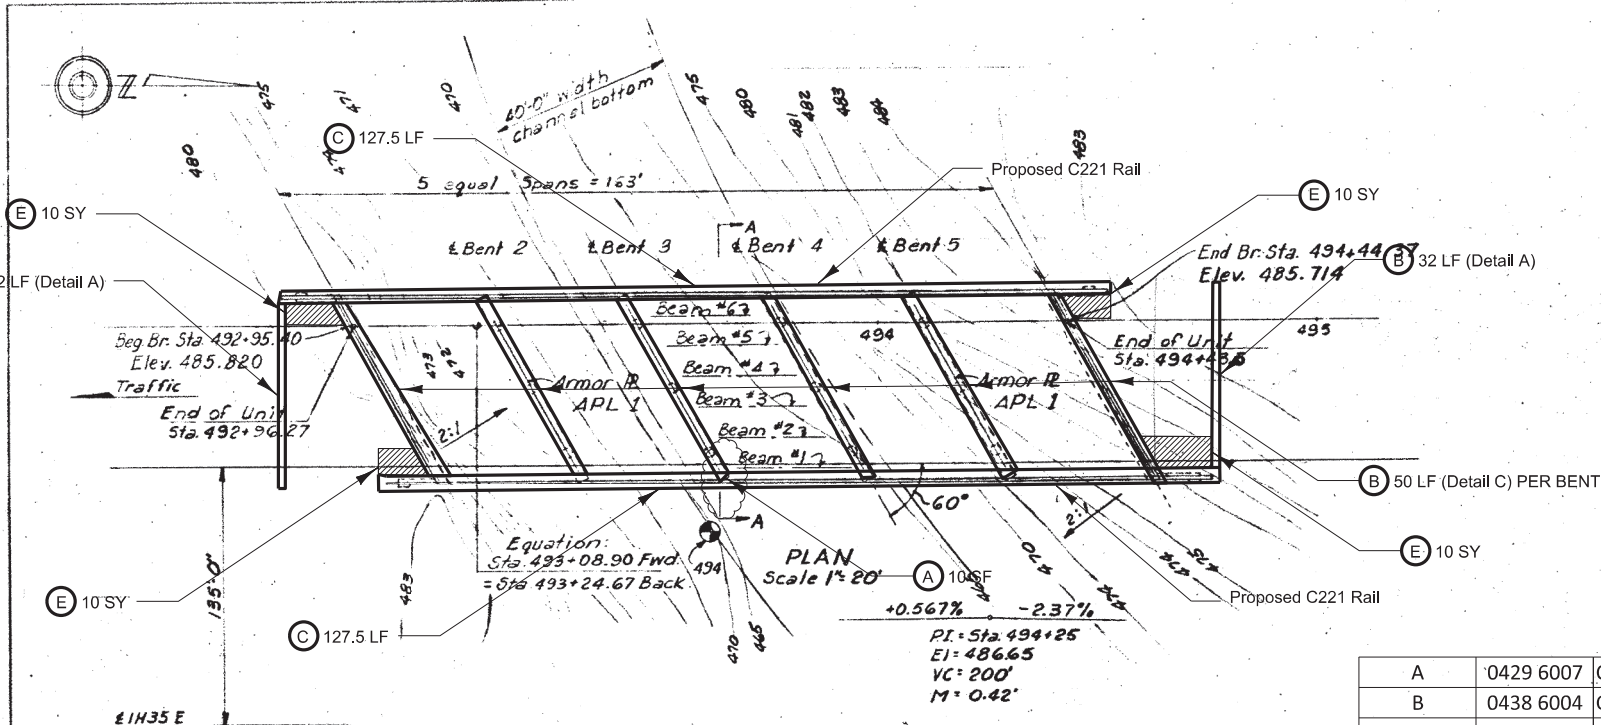 475
471
470
475
480
481
482
483
484
483
480
474
40'-0" width
channel bottom
C 127.5 LF
5 equal Spans = 163'
Proposed C221 Rail
E 10 SY
E 10 SY
A
℄ Bent 2
℄ Bent 3
℄ Bent 4
℄ Bent 5
End Br. Sta. 494+44.37
Elev. 485.714
B 32 LF (Detail A)
2 LF (Detail A)
Beam #6
Beam #5
Beam #4
Beam #3
Beam #2
Beam #1
494
495
Beg. Br. Sta. 492+95.40
Elev. 485.820
Traffic
End of Unit
Sta. 492+96.27
473
472
2:1
Armor PL
APL 1
Armor PL
APL 1
End of Unit
Sta. 494+43.5
B 50 LF (Detail C) PER BENT
60°
A
2:1
Equation:
Sta. 493+08.90 Fwd.
= Sta 493+24.67 Back
494
PLAN
Scale 1"= 20'
A 10 SF
E 10 SY
E 10 SY
483
470
474
475
135'-0"
C 127.5 LF
Proposed C221 Rail
470
465
+0.567% -2.37%
P.I. = Sta. 494+25
El = 486.65
VC = 200'
M = 0.42'
℄ IH35 E
A 0429 6007
B 0438 6004